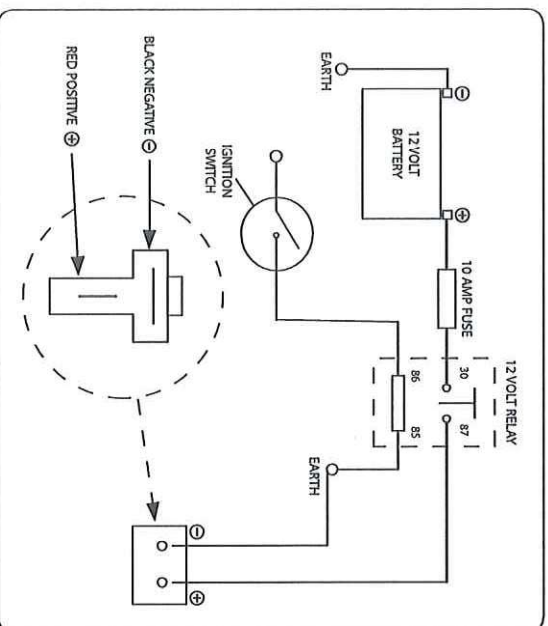 EARTH
⊖
12 VOLT
BATTERY
⊕
10 AMP FUSE
12 VOLT RELAY
30
87
86
85
IGNITION
SWITCH
EARTH
BLACK NEGATIVE ⊖
RED POSITIVE ⊕
⊖
⊕